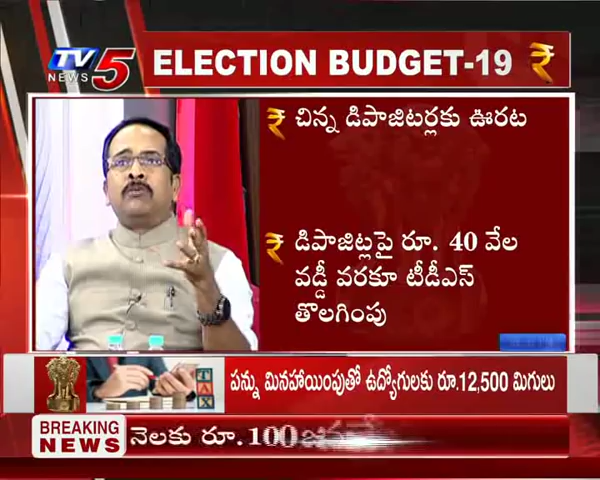 TV5
NEWS
ELECTION BUDGET-19
₹ చిన్న డిపాజిటర్లకు ఊరట
₹ డిపాజిట్లపై రూ. 40 వేల
వడ్డీ వరకూ టీడీఎస్
తొలగింపు
TAX
పన్ను మినహాయింపుతో ఉద్యోగులకు రూ.12,500 మిగులు
BREAKING
NEWS
నెలకు రూ.100